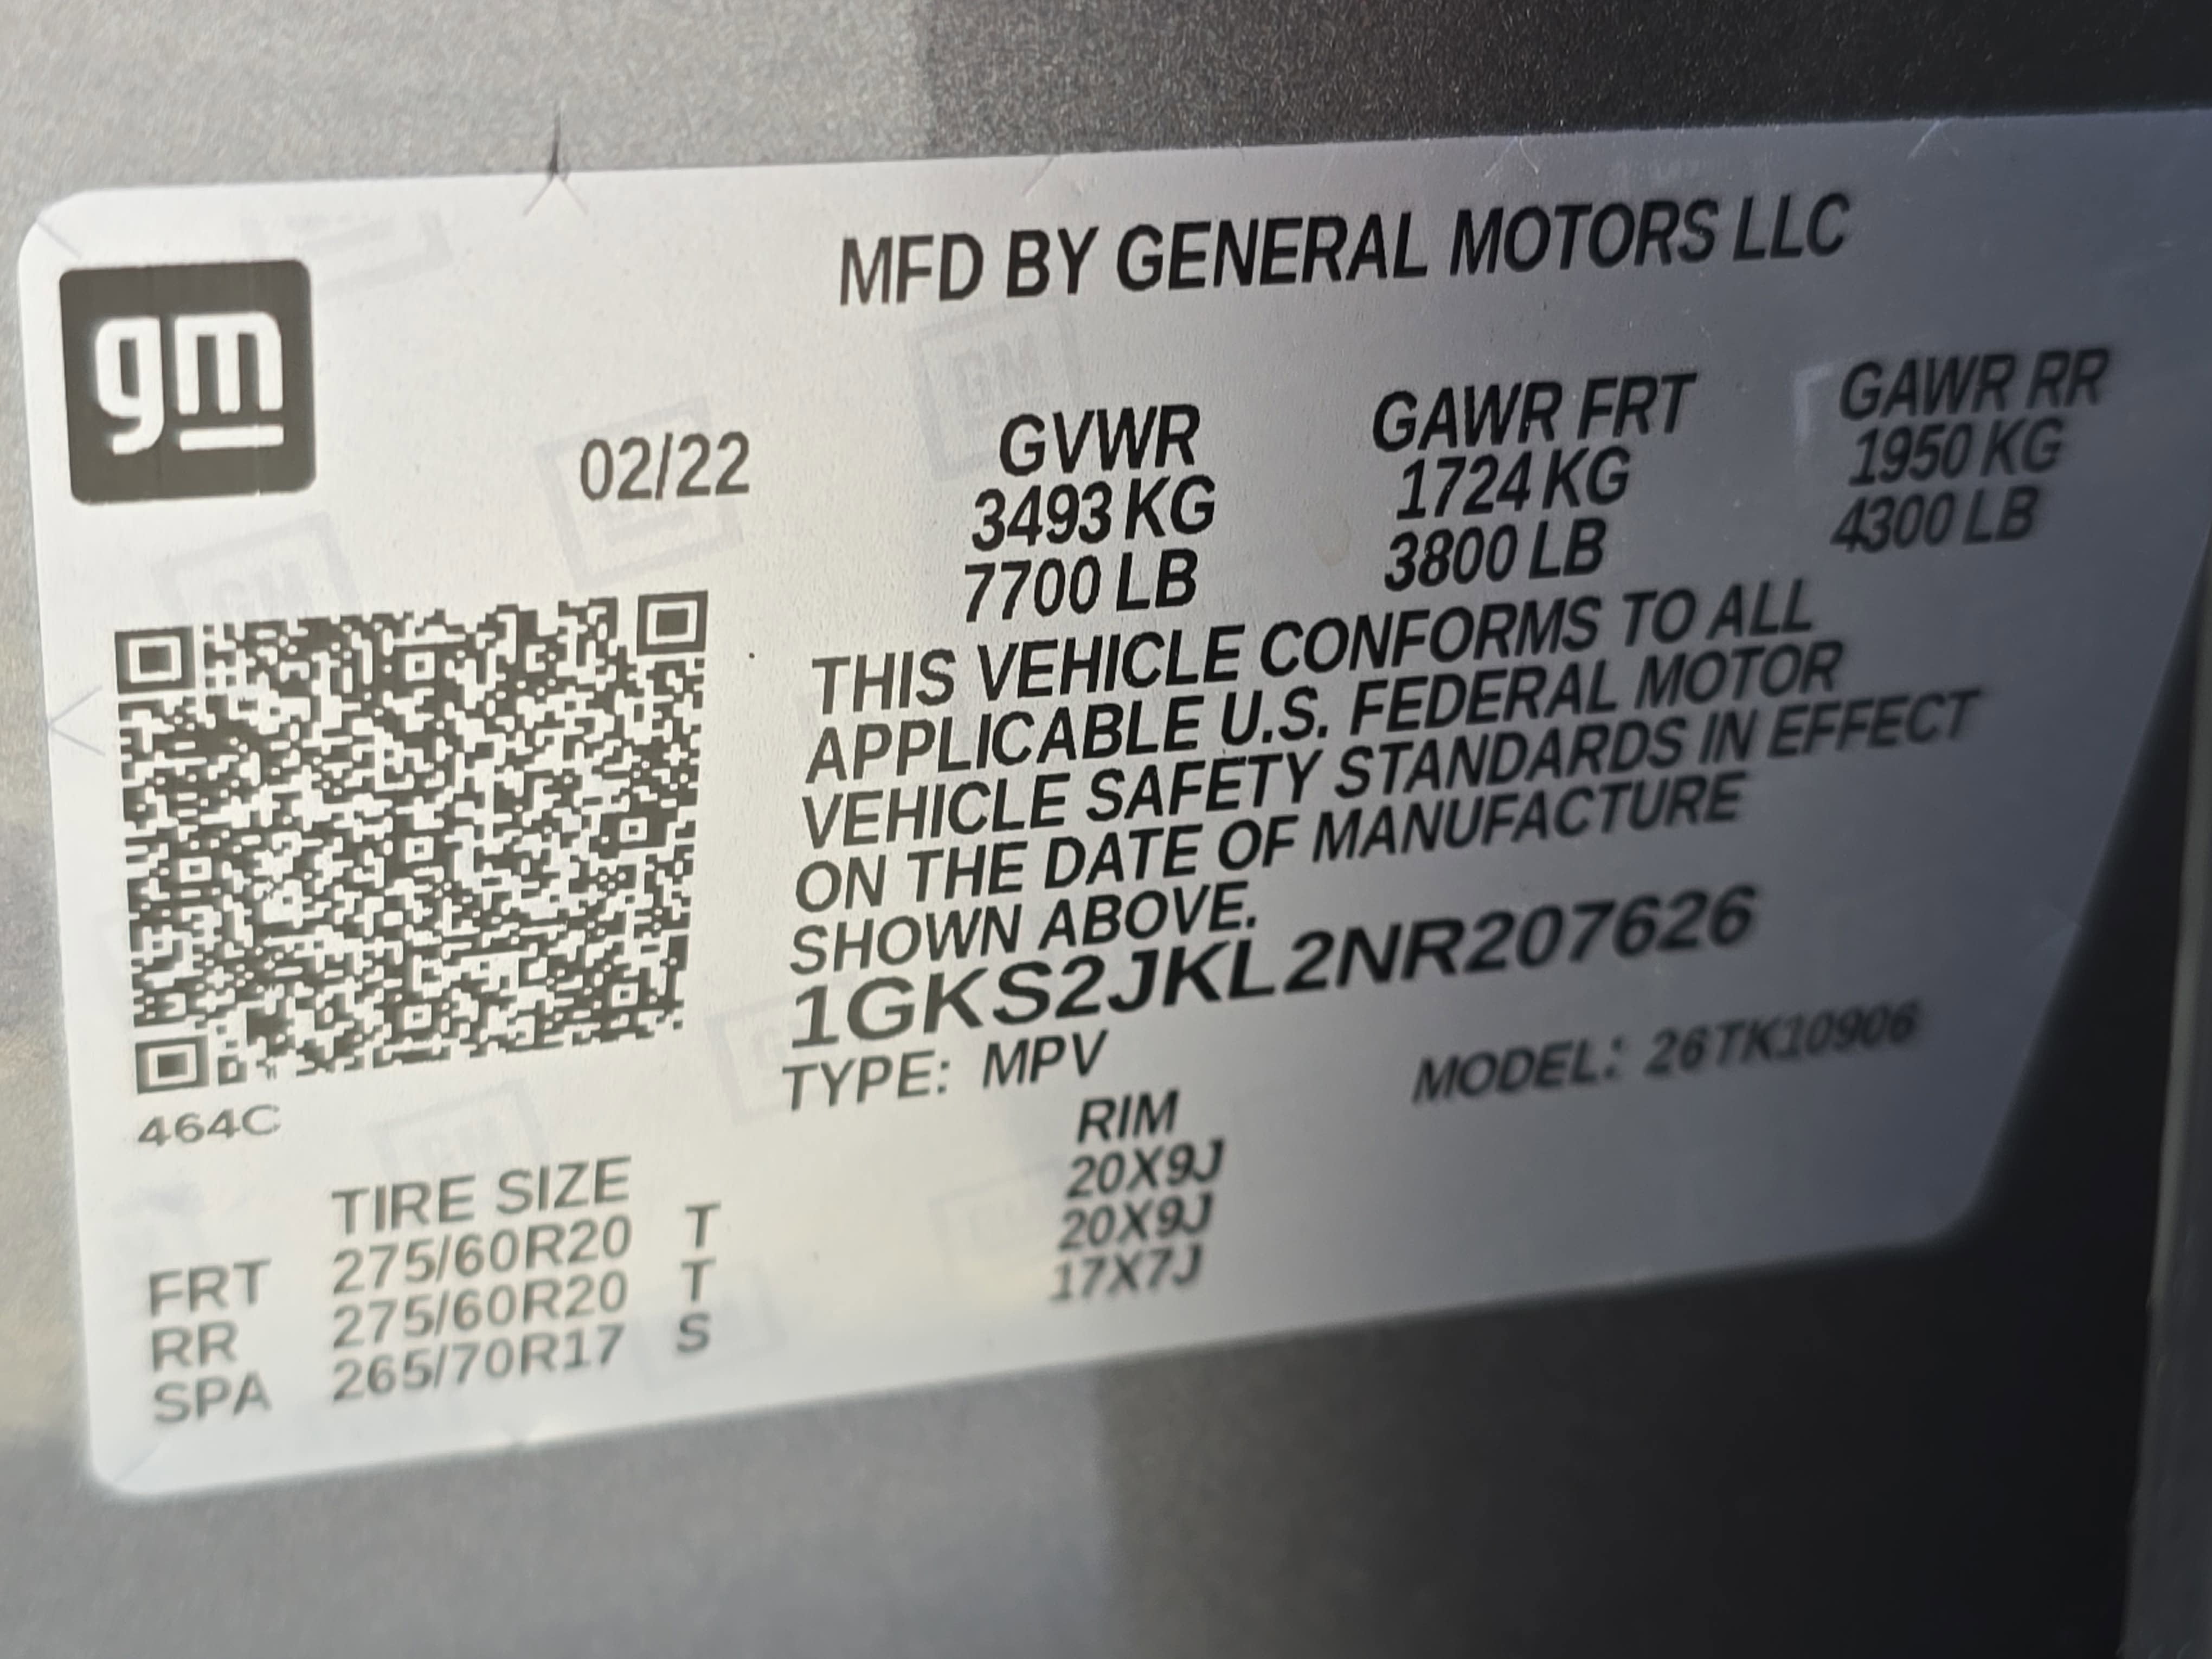 MFD BY GENERAL MOTORS LLC
gm
02/22
GVWR GAWR FRT GAWR RR
3493 KG 1724 KG 1950 KG
7700 LB 3800 LB 4300 LB
THIS VEHICLE CONFORMS TO ALL
APPLICABLE U.S. FEDERAL MOTOR
VEHICLE SAFETY STANDARDS IN EFFECT
ON THE DATE OF MANUFACTURE
SHOWN ABOVE.
1GKS2JKL2NR207626
TYPE: MPV MODEL: 26TK10906
464C
TIRE SIZE RIM
FRT 275/60R20 T 20X9J
RR 275/60R20 T 20X9J
SPA 265/70R17 S 17X7J